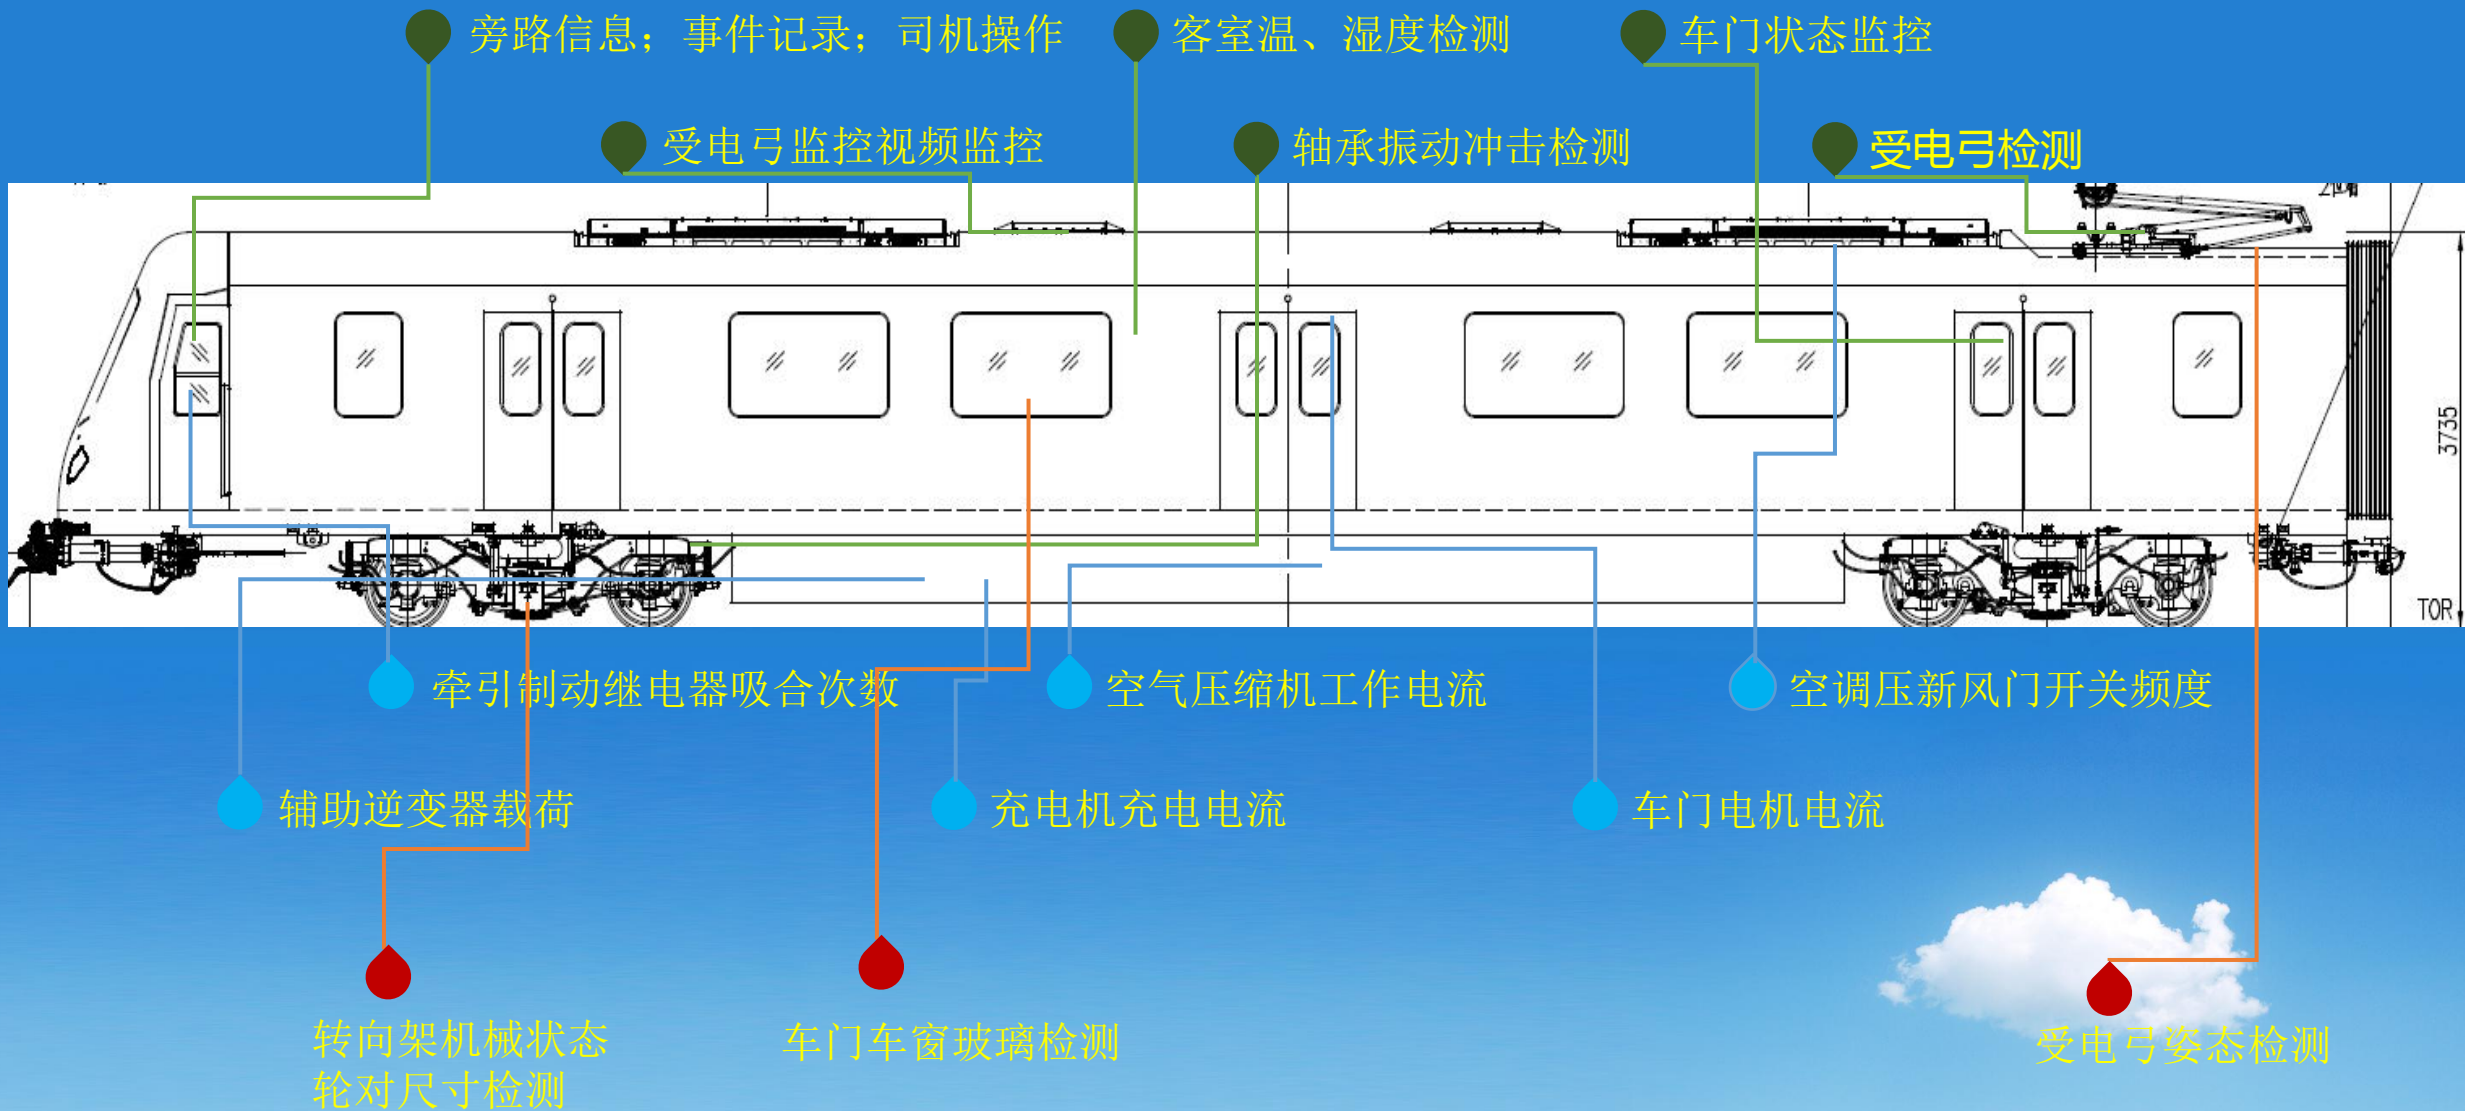 旁路信息；事件记录；司机操作
客室温、湿度检测
车门状态监控
受电弓监控视频监控
轴承振动冲击检测
受电弓检测
3735
TOR
牵引制动继电器吸合次数
空气压缩机工作电流
空调压新风门开关频度
辅助逆变器载荷
充电机充电电流
车门电机电流
转向架机械状态
轮对尺寸检测
车门车窗玻璃检测
受电弓姿态检测